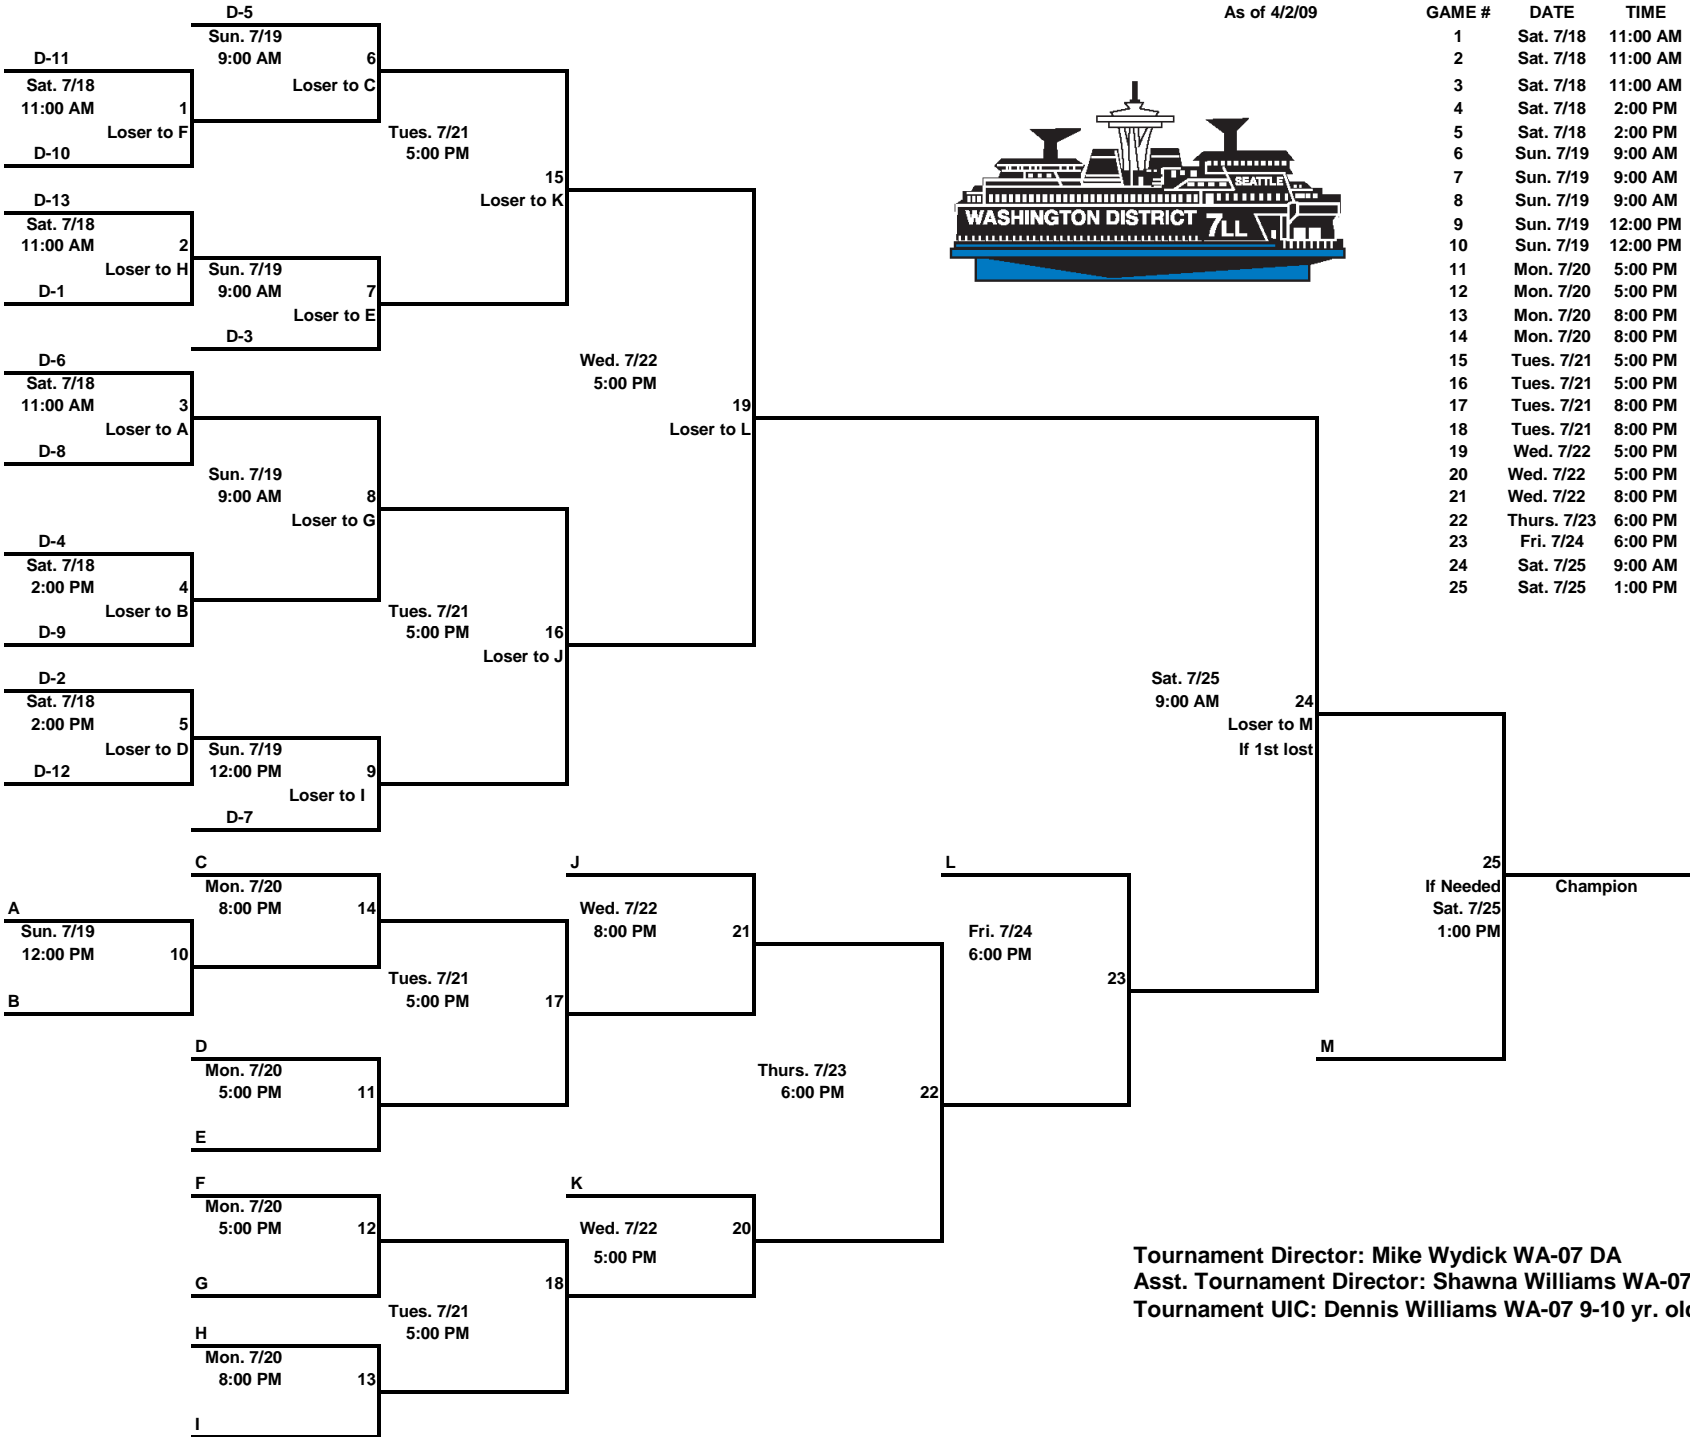 As of 4/2/09
GAME # DATE TIME
1 Sat. 7/18 11:00 AM
2 Sat. 7/18 11:00 AM
3 Sat. 7/18 11:00 AM
4 Sat. 7/18 2:00 PM
5 Sat. 7/18 2:00 PM
6 Sun. 7/19 9:00 AM
7 Sun. 7/19 9:00 AM
8 Sun. 7/19 9:00 AM
9 Sun. 7/19 12:00 PM
10 Sun. 7/19 12:00 PM
11 Mon. 7/20 5:00 PM
12 Mon. 7/20 5:00 PM
13 Mon. 7/20 8:00 PM
14 Mon. 7/20 8:00 PM
15 Tues. 7/21 5:00 PM
16 Tues. 7/21 5:00 PM
17 Tues. 7/21 8:00 PM
18 Tues. 7/21 8:00 PM
19 Wed. 7/22 5:00 PM
20 Wed. 7/22 5:00 PM
21 Wed. 7/22 8:00 PM
22 Thurs. 7/23 6:00 PM
23 Fri. 7/24 6:00 PM
24 Sat. 7/25 9:00 AM
25 Sat. 7/25 1:00 PM
SEATTLE
WASHINGTON DISTRICT 7LL
D-5
Sun. 7/19
9:00 AM 6
Loser to C
D-11
Sat. 7/18
11:00 AM 1
Loser to F
D-10
Tues. 7/21
5:00 PM
15
Loser to K
D-13
Sat. 7/18
11:00 AM 2
Loser to H
D-1
Sun. 7/19
9:00 AM 7
Loser to E
D-3
Wed. 7/22
5:00 PM
19
Loser to L
D-6
Sat. 7/18
11:00 AM 3
Loser to A
D-8
Sun. 7/19
9:00 AM 8
Loser to G
D-4
Sat. 7/18
2:00 PM 4
Loser to B
D-9
Tues. 7/21
5:00 PM 16
Loser to J
D-2
Sat. 7/18
2:00 PM 5
Loser to D
D-12
Sun. 7/19
12:00 PM 9
Loser to I
D-7
Sat. 7/25
9:00 AM 24
Loser to M
If 1st lost
C
Mon. 7/20
8:00 PM 14
A
Sun. 7/19
12:00 PM 10
B
Tues. 7/21
5:00 PM 17
D
Mon. 7/20
5:00 PM 11
E
J
Wed. 7/22
8:00 PM 21
L
Fri. 7/24
6:00 PM
23
25
If Needed
Sat. 7/25
1:00 PM
Champion
M
Thurs. 7/23
6:00 PM 22
F
Mon. 7/20
5:00 PM 12
G
K
Wed. 7/22 20
5:00 PM
18
Tues. 7/21
5:00 PM
H
Mon. 7/20
8:00 PM 13
I
Tournament Director: Mike Wydick WA-07 DA
Asst. Tournament Director: Shawna Williams WA-07
Tournament UIC: Dennis Williams WA-07 9-10 yr.